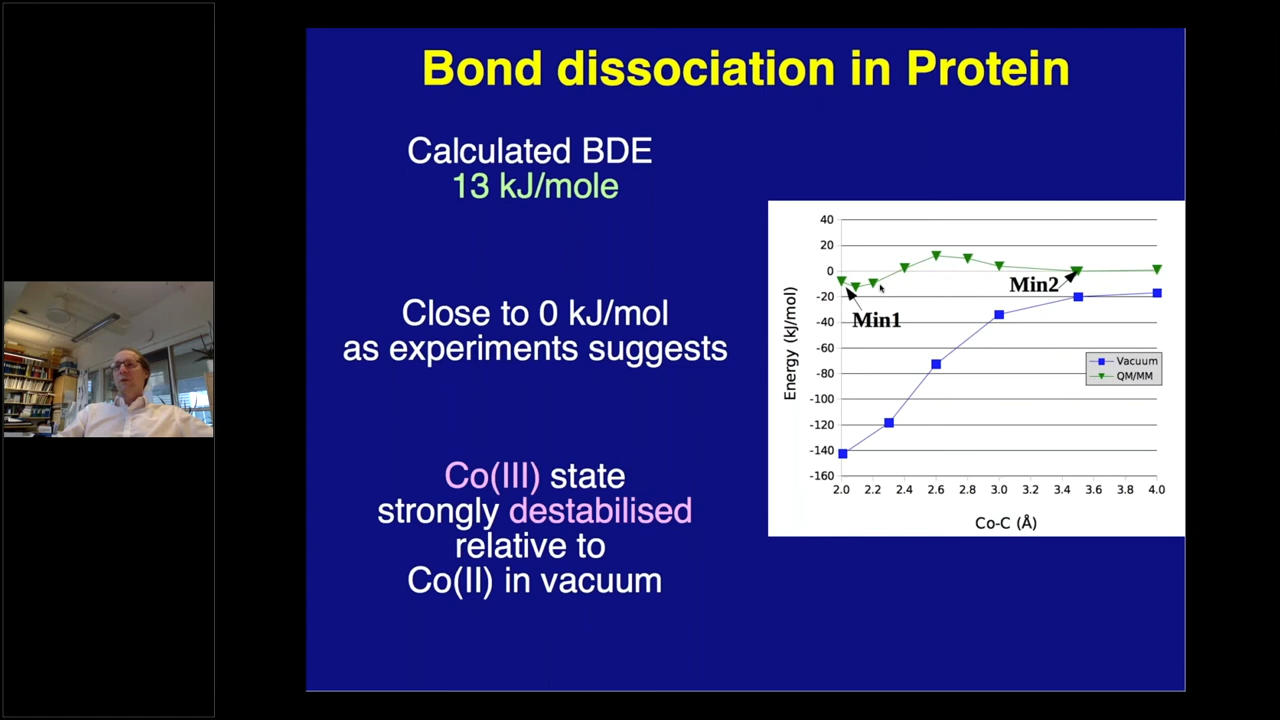 Bond dissociation in Protein
Calculated BDE
13 kJ/mole
Close to 0 kJ/mol
as experiments suggests
Co(III) state
strongly destabilised
relative to
Co(II) in vacuum
40
20
0
-20
-40
-60
-80
-100
-120
-140
-160
Energy (kJ/mol)
Min1
Min2
Vacuum
QM/MM
2.0 2.2 2.4 2.6 2.8 3.0 3.2 3.4 3.6 3.8 4.0
Co-C (Å)